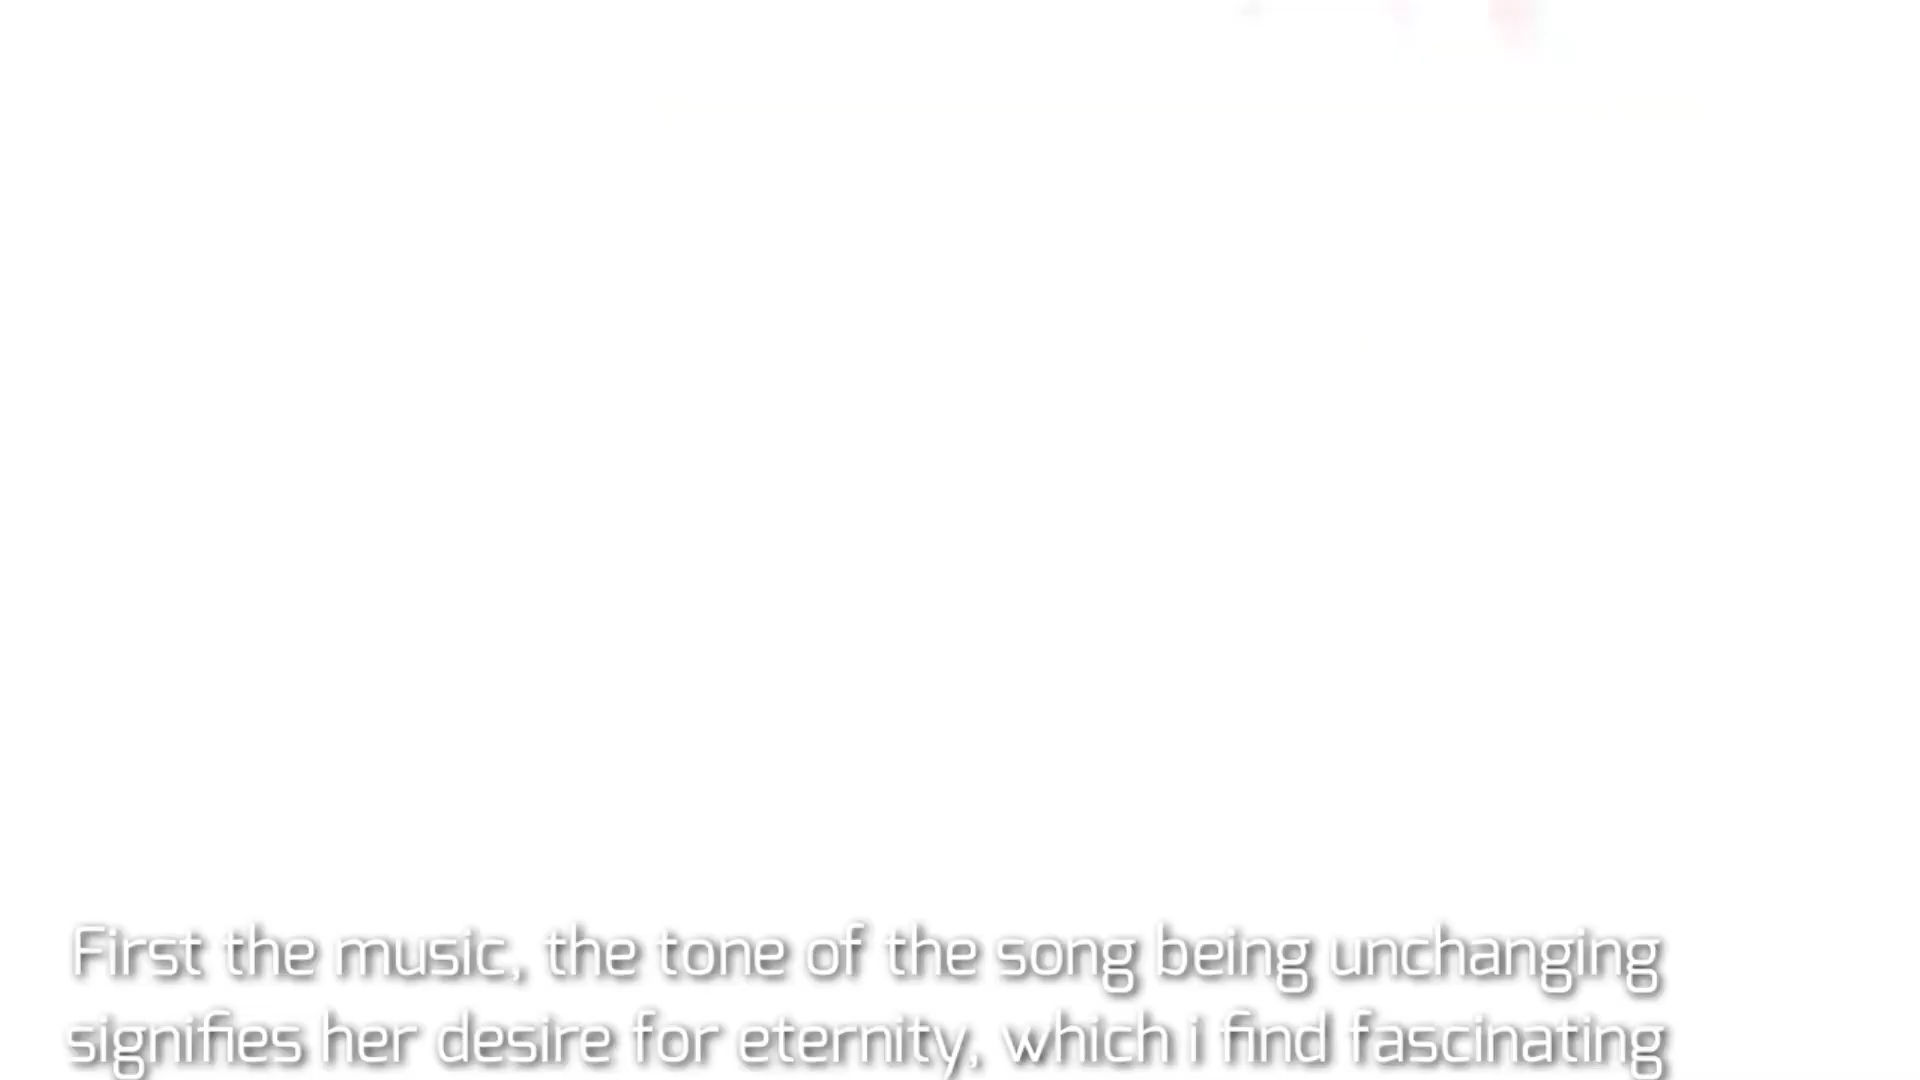 First the music, the tone of the song being unchanging
signifies her desire for eternity, which i find fascinating